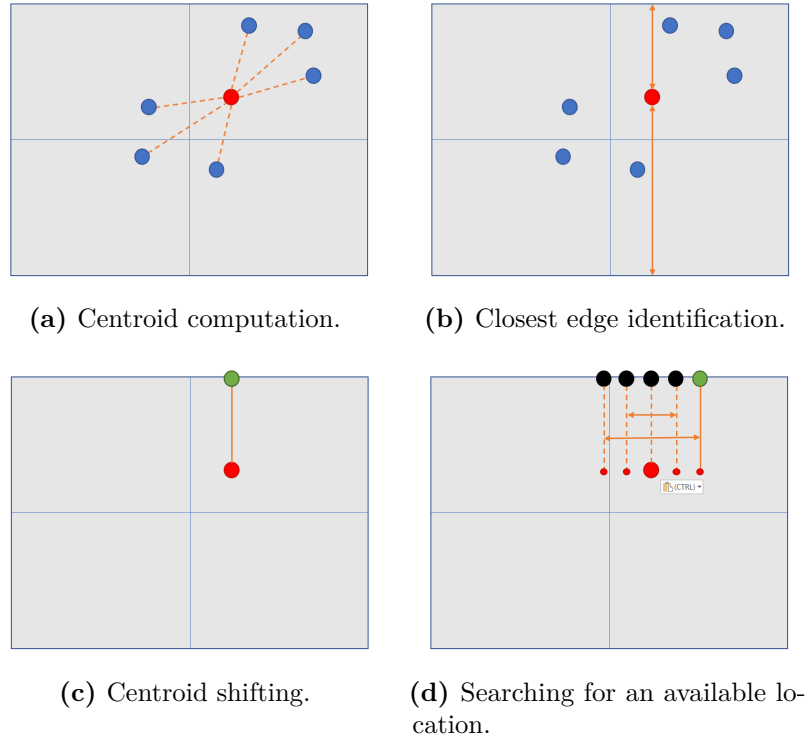 (a) Centroid computation.
(b) Closest edge identification.
(CTRL)
(c) Centroid shifting.
(d) Searching for an available lo-
cation.